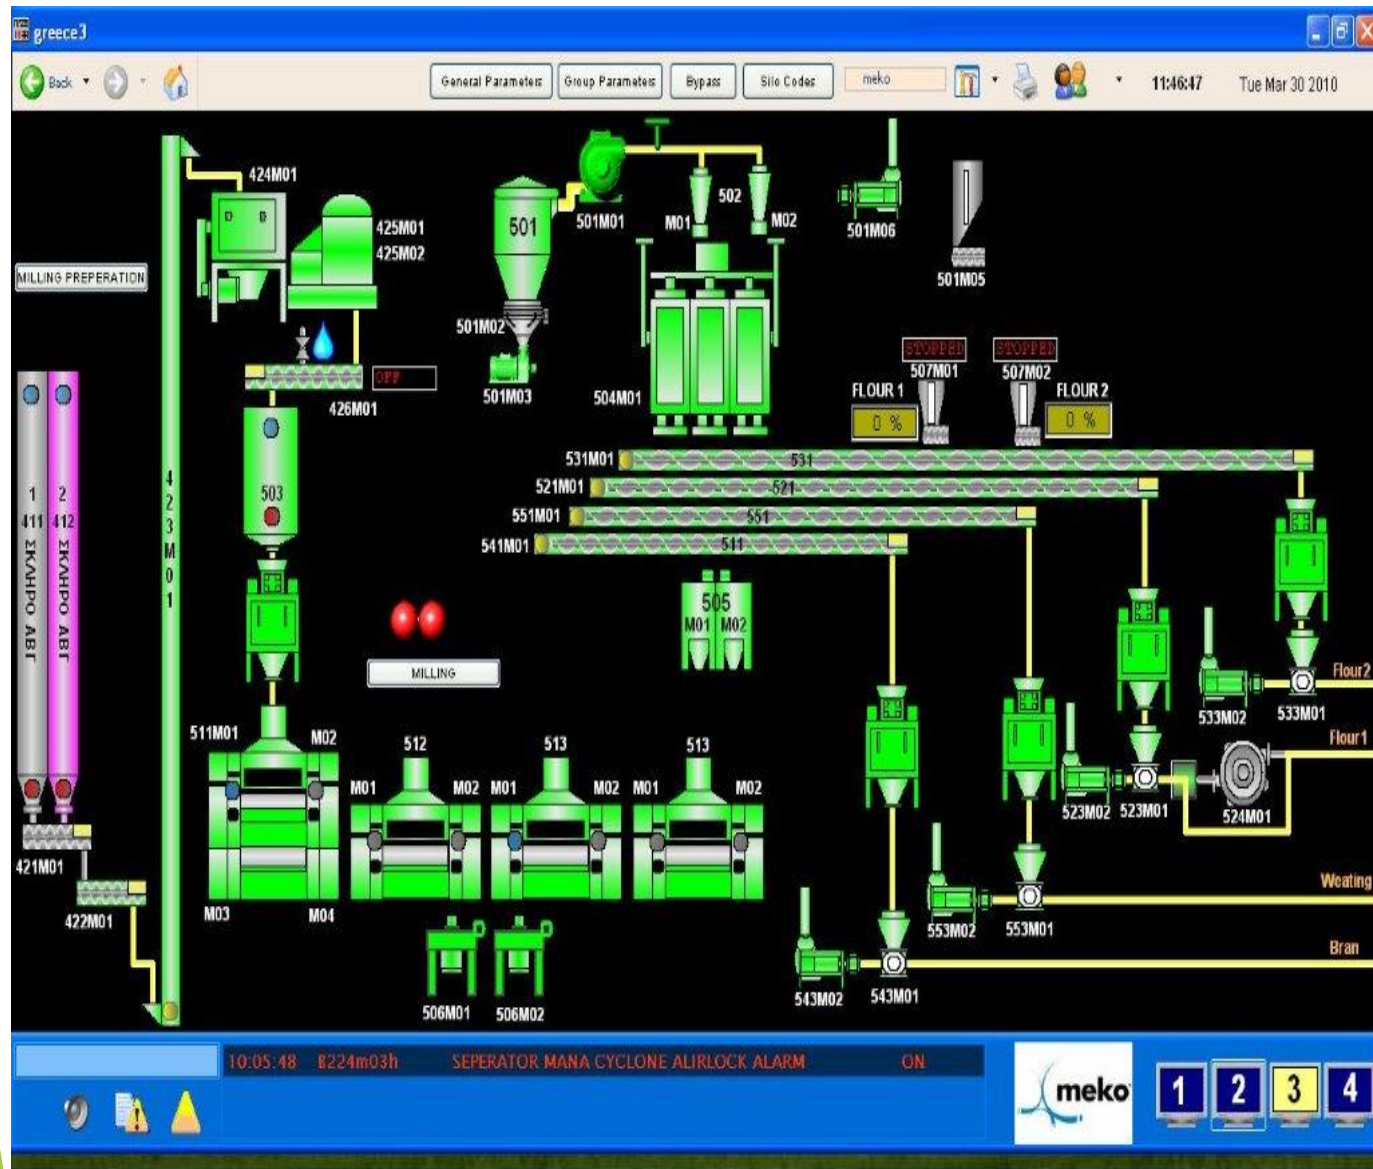 greece3
Back
General Parameters
Group Parameters
Bypass
Silo Codes
meko
11:46:47
Tue Mar 30 2010
424M01
425M01
425M02
MILLING PREPERATION
426M01
OFF
501
501M01
501M02
501M03
502
M01
M02
501M06
501M05
504M01
STOPPED
507M01
STOPPED
507M02
FLOUR 1
0 %
FLOUR 2
0 %
531M01
531
521M01
521
551M01
551
541M01
511
1
411
ΣΚΛΗΡΟ ΑΒΓ
2
412
ΣΚΛΗΡΟ ΑΒΓ
423M01
503
505
M01
M02
MILLING
511M01
M02
M03
M04
512
M01
M02
513
M01
M02
513
M01
M02
506M01
506M02
421M01
422M01
Flour2
533M02
533M01
Flour1
523M02
523M01
524M01
Weating
553M02
553M01
Bran
543M02
543M01
10:05:48 B224m03h SEPERATOR MANA CYCLONE ALIRLOCK ALARM ON
meko
1
2
3
4